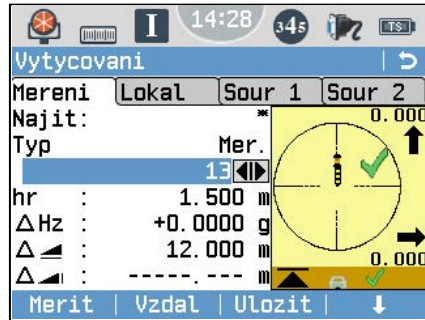 I 14:28 345 TS
Vytycovani
Mereni Lokal Sour 1 Sour 2
Najit: *
Typ Mer.
13
hr : 1.500 m
ΔHz : +0.0000 g
Δ : 12.000 m
Δ : -----.--- m
0.000
0.000
Merit Vzdal Ulozit